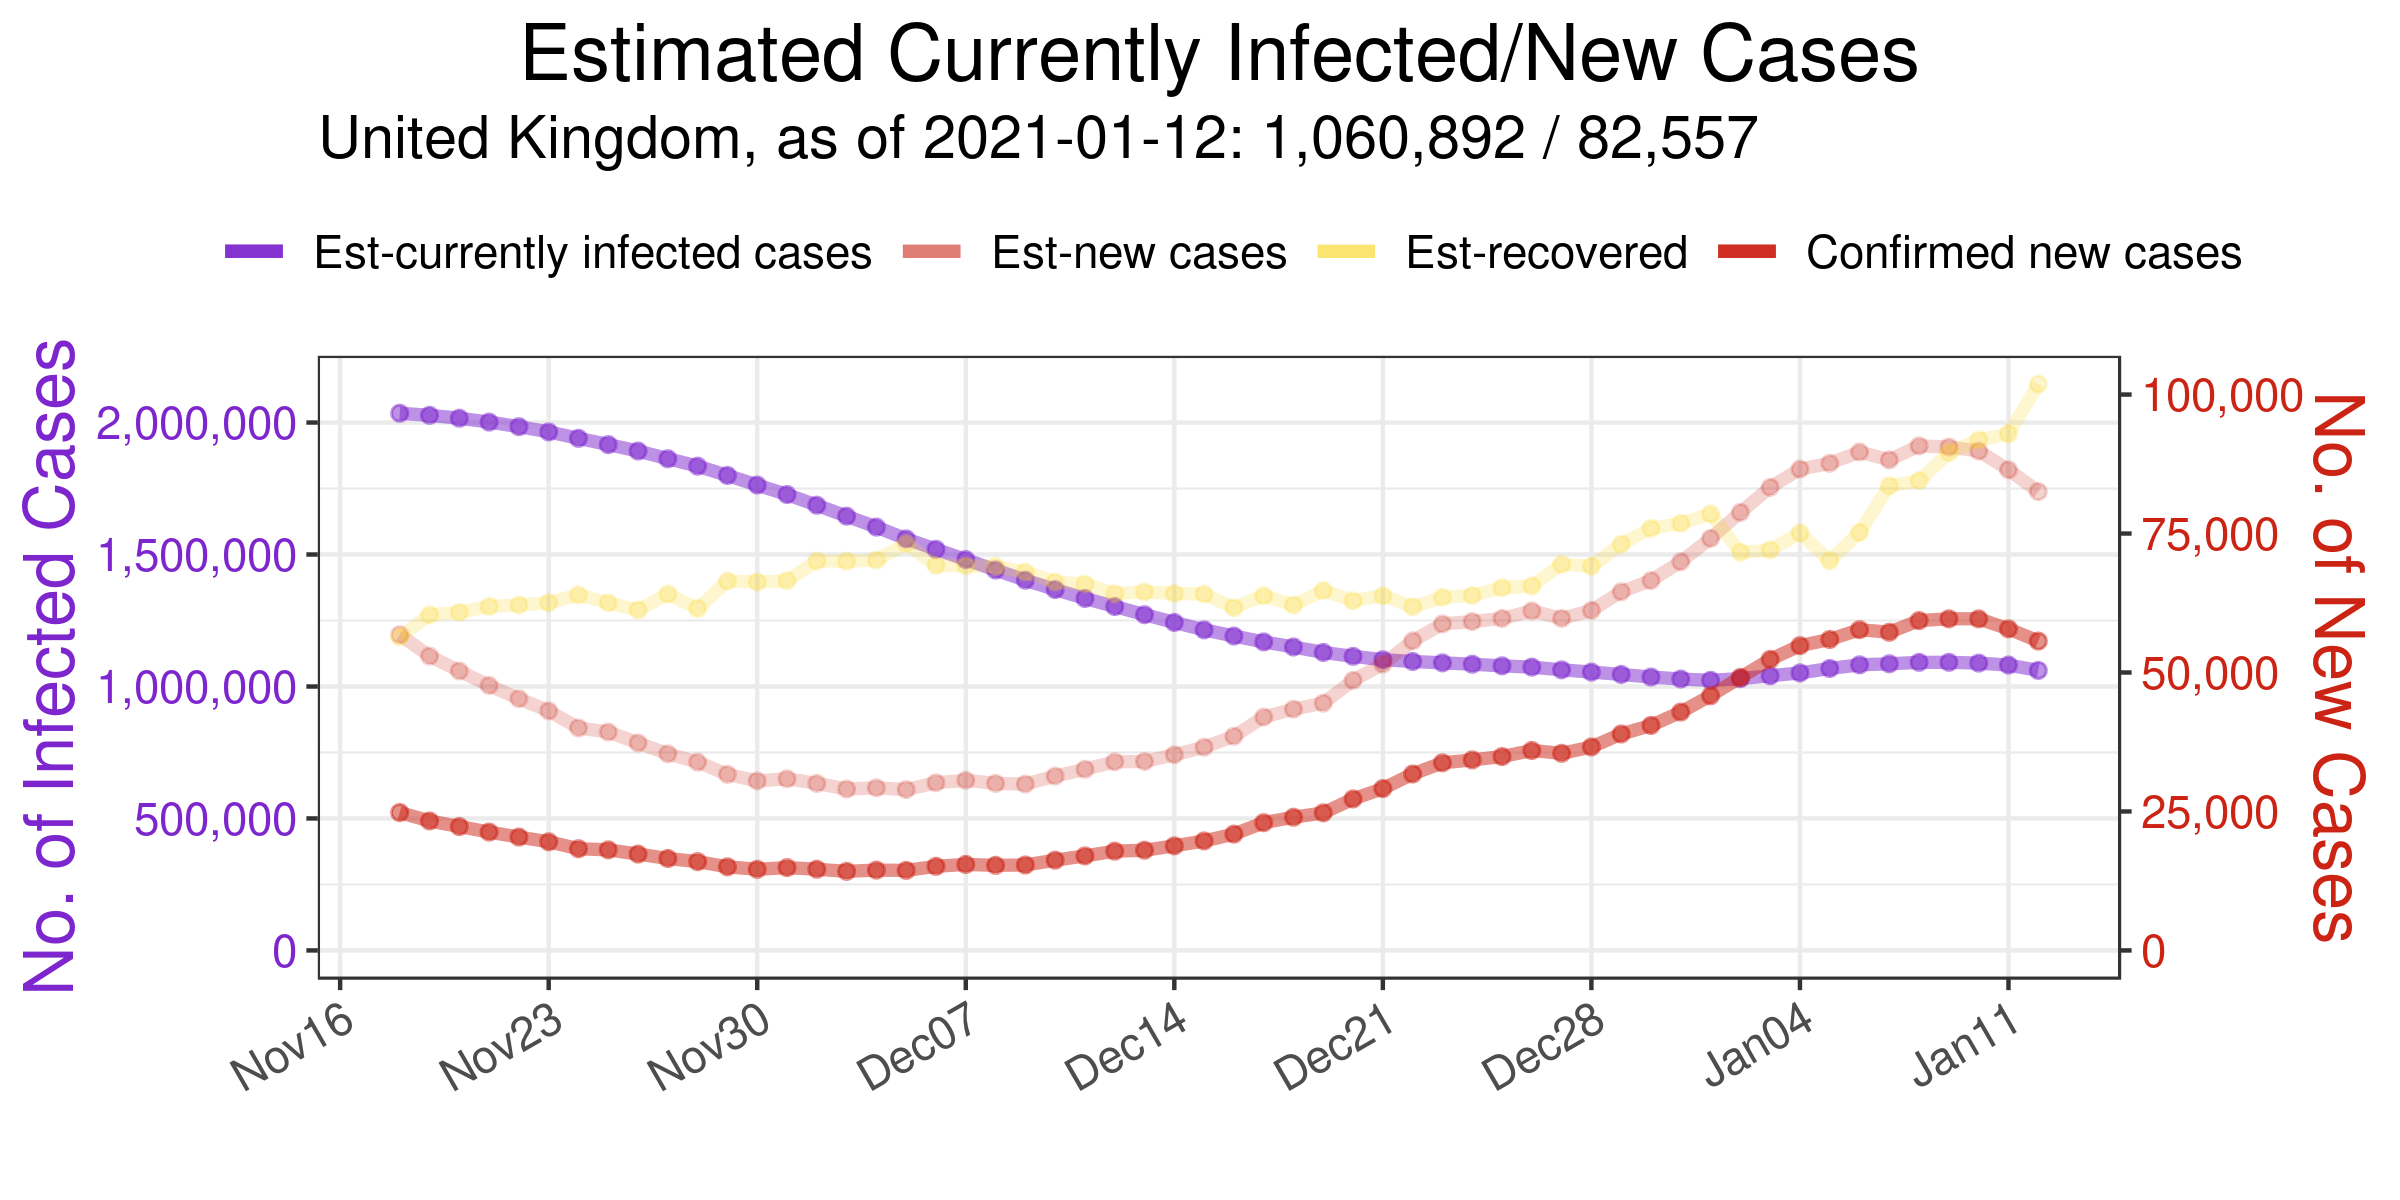 Estimated Currently Infected/New Cases
United Kingdom, as of 2021-01-12: 1,060,892 / 82,557
Est-currently infected cases Est-new cases Est-recovered Confirmed new cases
No. of Infected Cases
2,000,000
1,500,000
1,000,000
500,000
0
100,000
75,000
50,000
25,000
0
No. of New Cases
Nov16 Nov23 Nov30 Dec07 Dec14 Dec21 Dec28 Jan04 Jan11